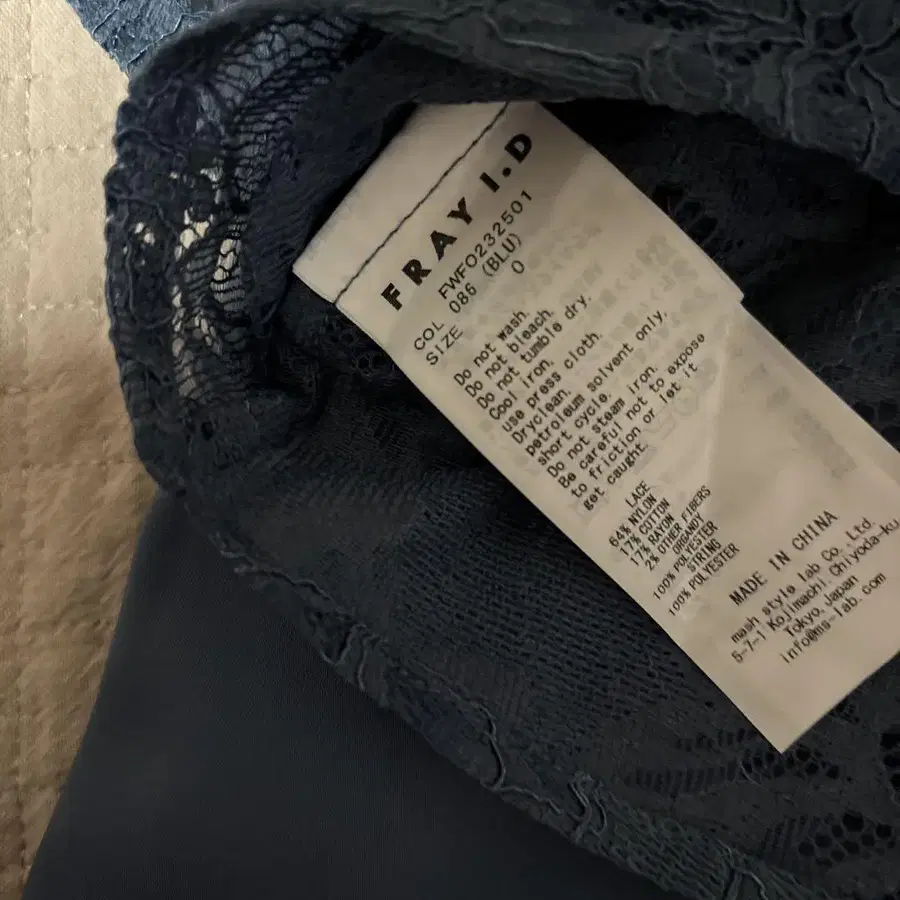 FRAY I.D
FWFO232501
COL 086 (BLU)
SIZE 0
Do not wash.
Do not bleach.
Do not tumble dry.
Cool iron.
use press cloth.
Dryclean.
petroleum solvent only.
short cycle.
Do not steam iron.
Be careful not to expose
to friction or let it
get caught.
LACE
64% NYLON
17% COTTON
17% RAYON
2% OTHER FIBERS
ORGANDY
100% POLYESTER
STRING
100% POLYESTER
MADE IN CHINA
mash style lab Co., Ltd.
5-7-1 Kojimachi, Chiyoda-ku,
Tokyo, Japan
info@ms-lab.com